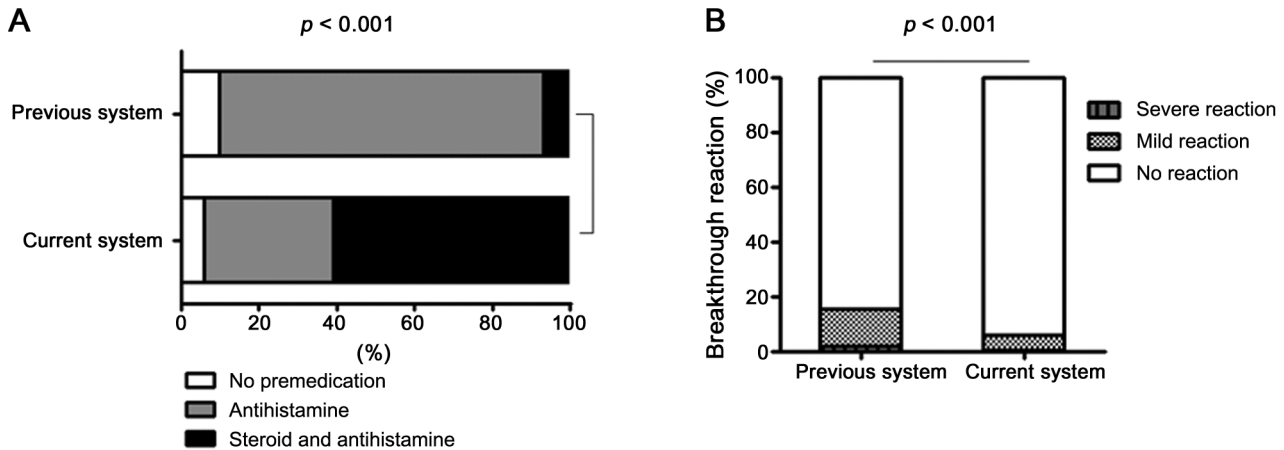 A
p < 0.001
Previous system
Current system
0 20 40 60 80 100
(%)
No premedication
Antihistamine
Steroid and antihistamine
B
p < 0.001
Breakthrough reaction (%)
100
80
60
40
20
0
Previous system Current system
Severe reaction
Mild reaction
No reaction